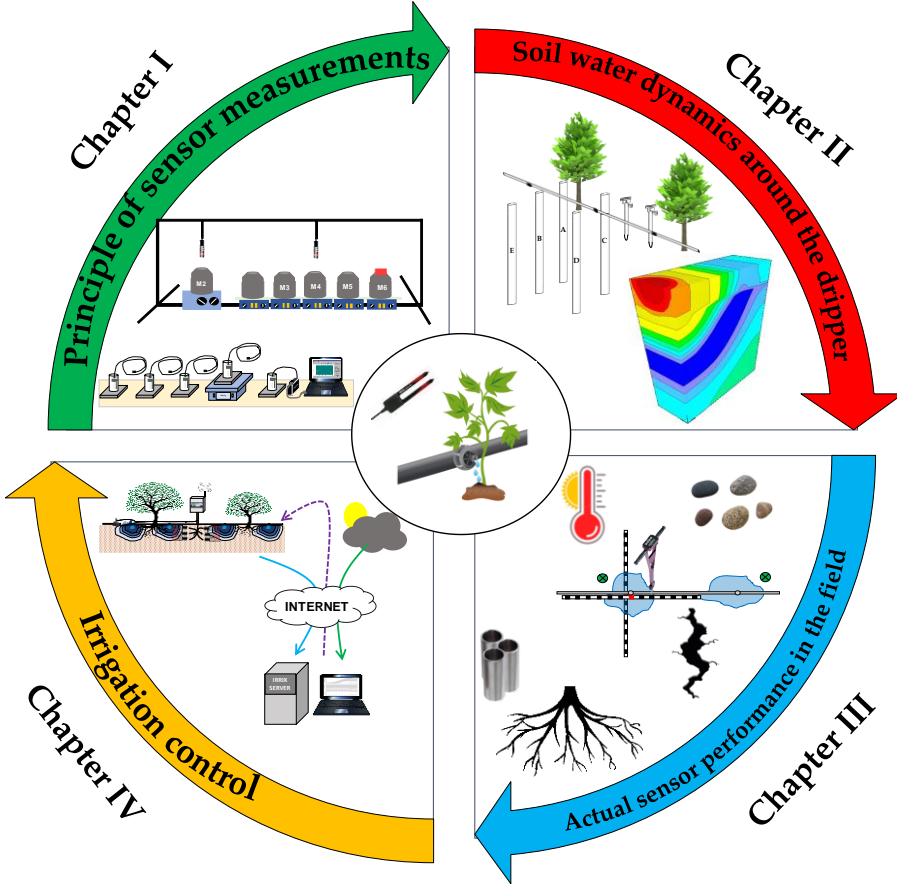 Chapter I
Principle of sensor measurements
M2
M3
M4
M5
M6
Chapter II
Soil water dynamics around the dripper
E
B
A
D
C
Chapter III
Actual sensor performance in the field
Chapter IV
Irrigation control
INTERNET
IRRIX
SERVER